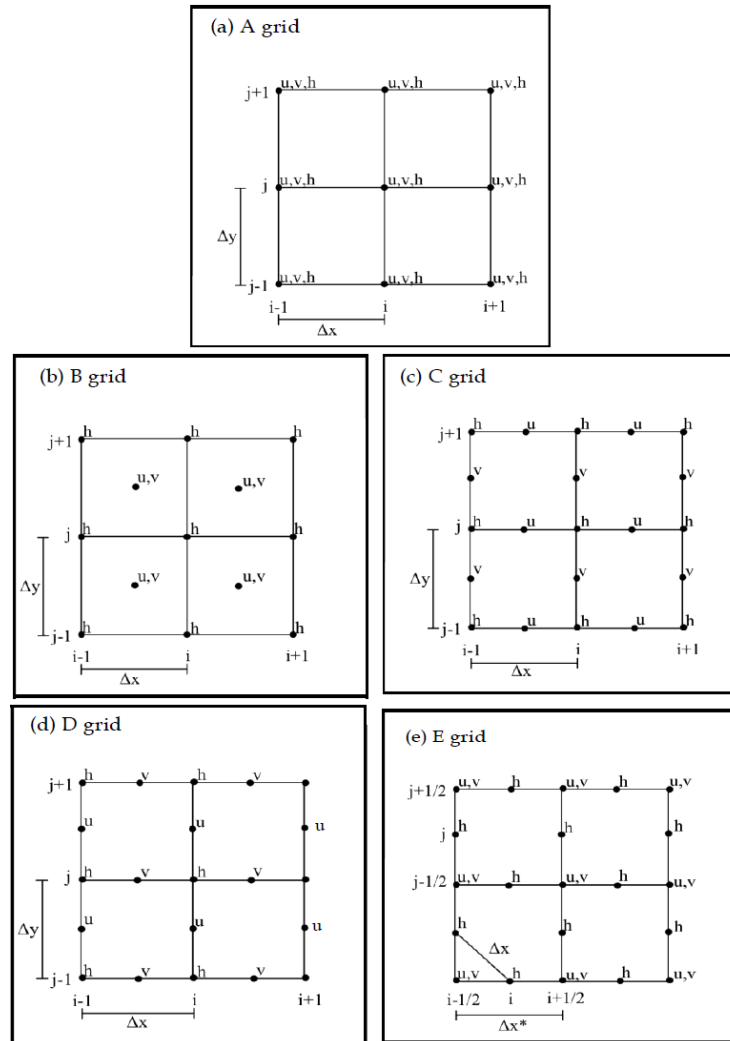 (a) A grid
j+1 u,v,h u,v,h u,v,h
j u,v,h u,v,h u,v,h
Δy
j-1 u,v,h u,v,h u,v,h
i-1 i i+1
Δx
(b) B grid
j+1 h h h
u,v u,v
j h h h
Δy u,v u,v
j-1 h h h
i-1 i i+1
Δx
(c) C grid
j+1 h u h u h
v v v
j h u h u h
Δy v v v
j-1 h u h u h
i-1 i i+1
Δx
(d) D grid
j+1 h v h v
u u u
j h v h v
Δy u u u
j-1 h v h v
i-1 i i+1
Δx
(e) E grid
j+1/2 u,v h u,v h u,v
j h h h
j-1/2 u,v h u,v h u,v
h Δx h h
u,v h u,v h u,v
i-1/2 i i+1/2
Δx*